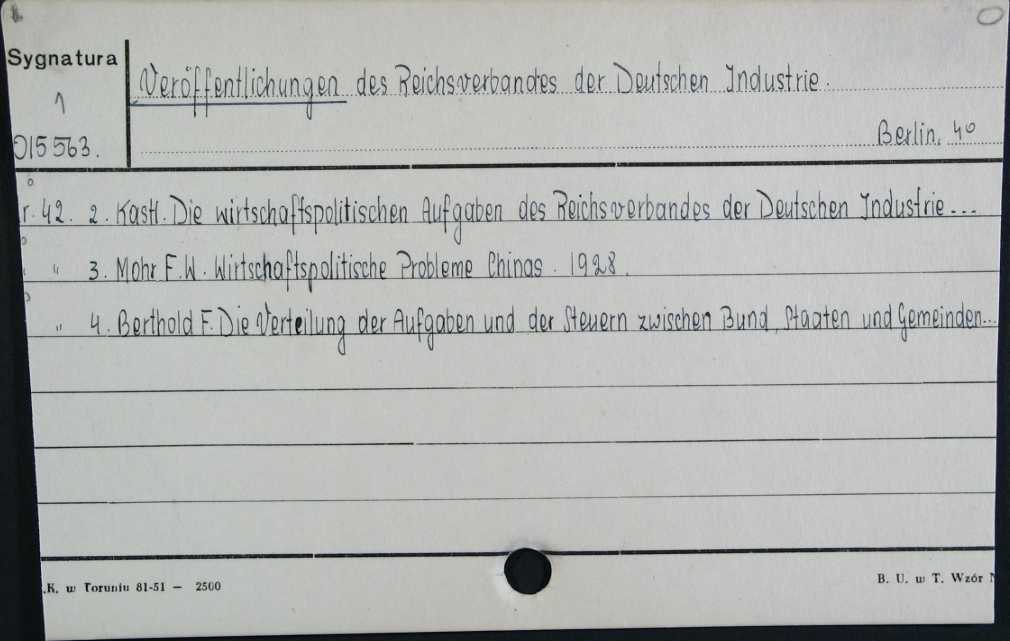 Sygnatura
Veröffentlichungen des Reichsverbandes der Deutschen Industrie.
1
015563.
Berlin, 4°
r. 42. 2. Kastl. Die wirtschaftspolitischen Aufgaben des Reichsverbandes der Deutschen Industrie...
" 3. Mohr F.W. Wirtschaftspolitische Probleme Chinas. 1928.
" 4. Berthold F. Die Verteilung der Aufgaben und der Steuern zwischen Bund, Staaten und Gemeinden...
.K. w Toruniu 81-51 — 2500
B. U. w T. Wzór